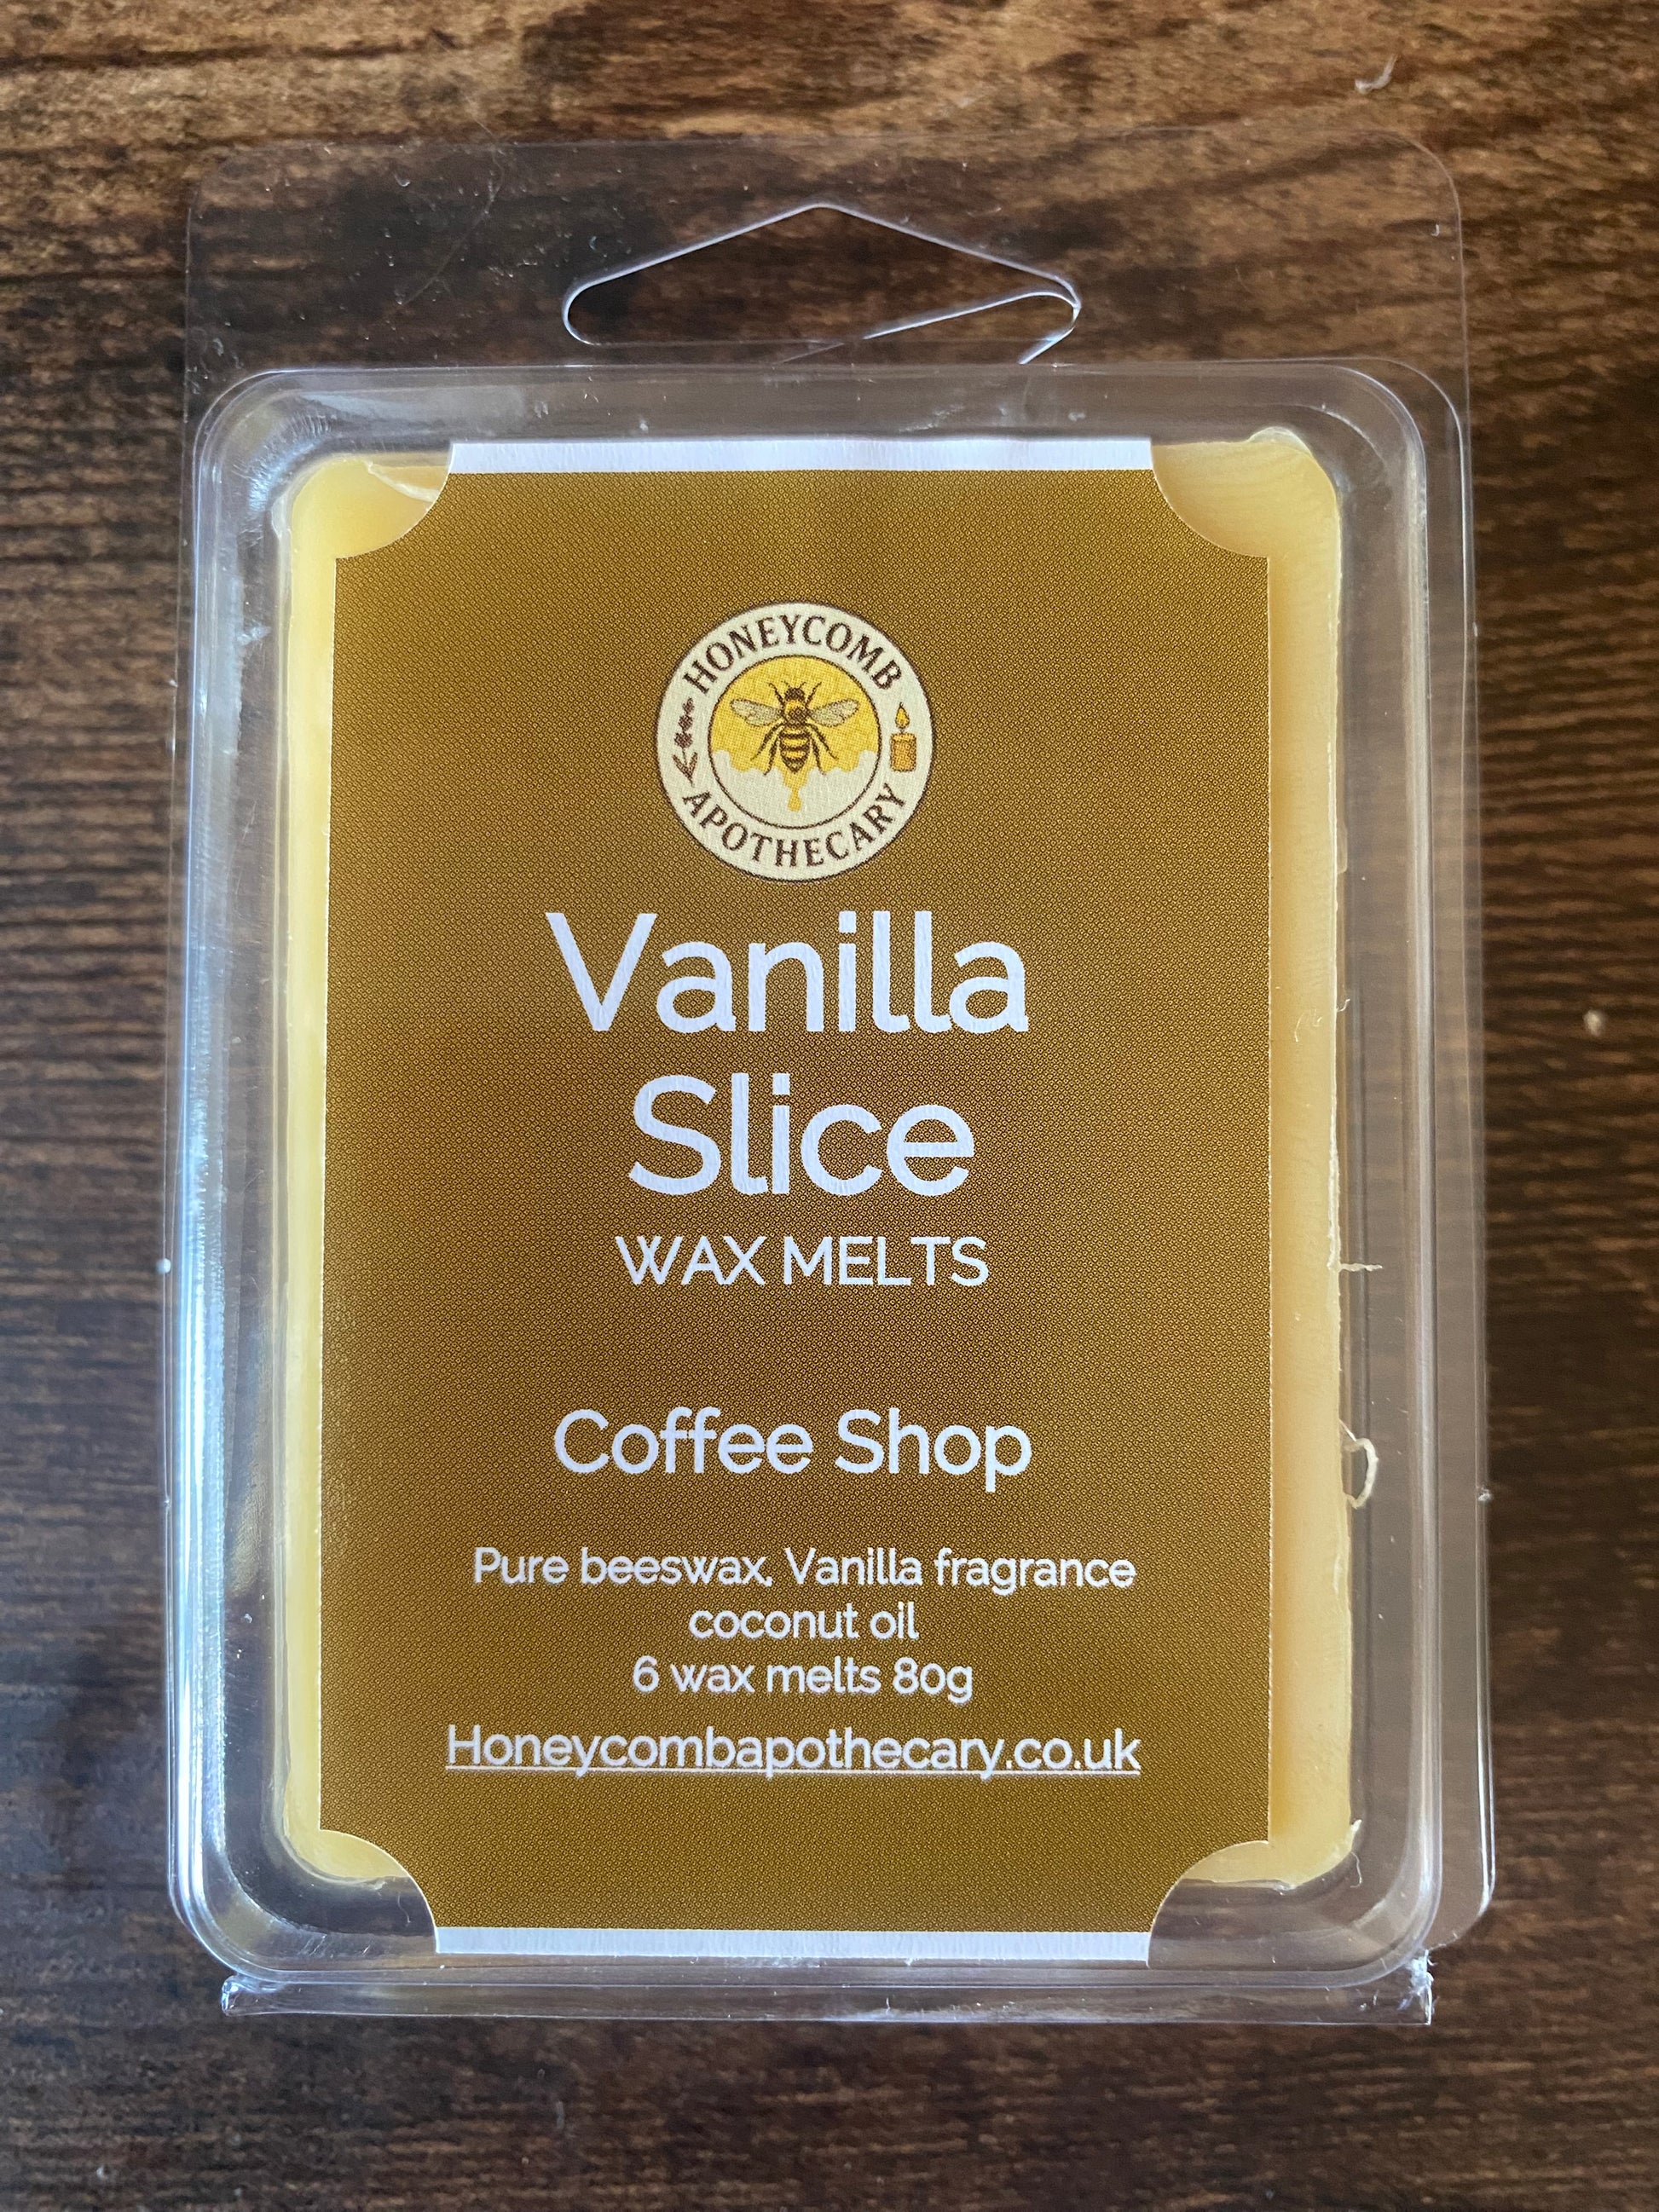 HONEYCOMB
APOTHECARY
Vanilla
Slice
WAX MELTS
Coffee Shop
Pure beeswax, Vanilla fragrance
coconut oil
6 wax melts 80g
Honeycombapothecary.co.uk